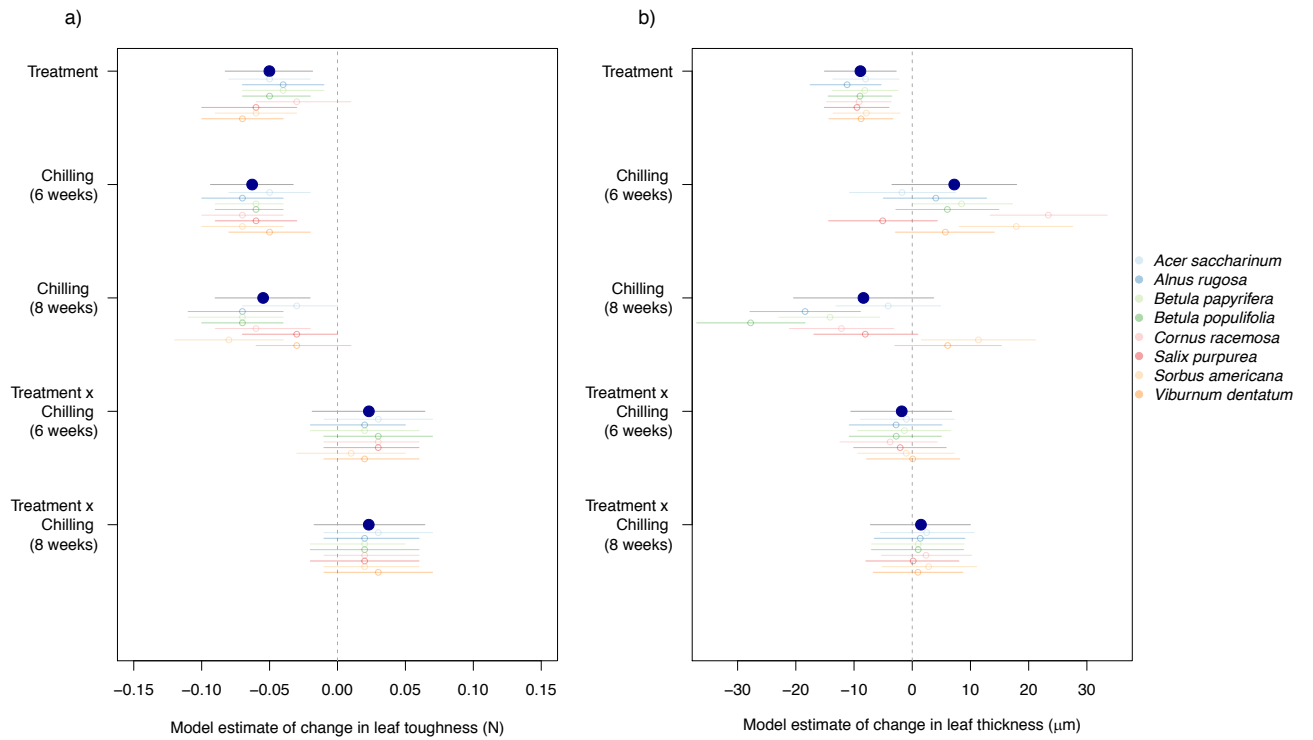 a)
Treatment
Chilling
(6 weeks)
Chilling
(8 weeks)
Treatment x
Chilling
(6 weeks)
Treatment x
Chilling
(8 weeks)
−0.15 −0.10 −0.05 0.00 0.05 0.10 0.15
Model estimate of change in leaf toughness (N)
b)
Treatment
Chilling
(6 weeks)
Chilling
(8 weeks)
Treatment x
Chilling
(6 weeks)
Treatment x
Chilling
(8 weeks)
−30 −20 −10 0 10 20 30
Model estimate of change in leaf thickness (μm)
Acer saccharinum
Alnus rugosa
Betula papyrifera
Betula populifolia
Cornus racemosa
Salix purpurea
Sorbus americana
Viburnum dentatum